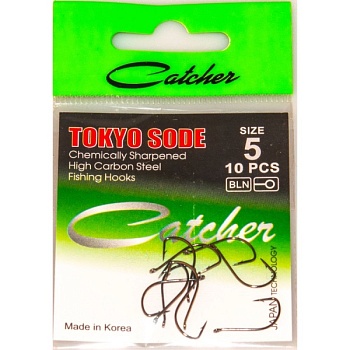 Catcher
TOKYO SODE
Chemically Sharpened
High Carbon Steel
Fishing Hooks
SIZE
5
10 PCS
BLN
Catcher
Made in Korea
JAPAN TECHNOLOGY